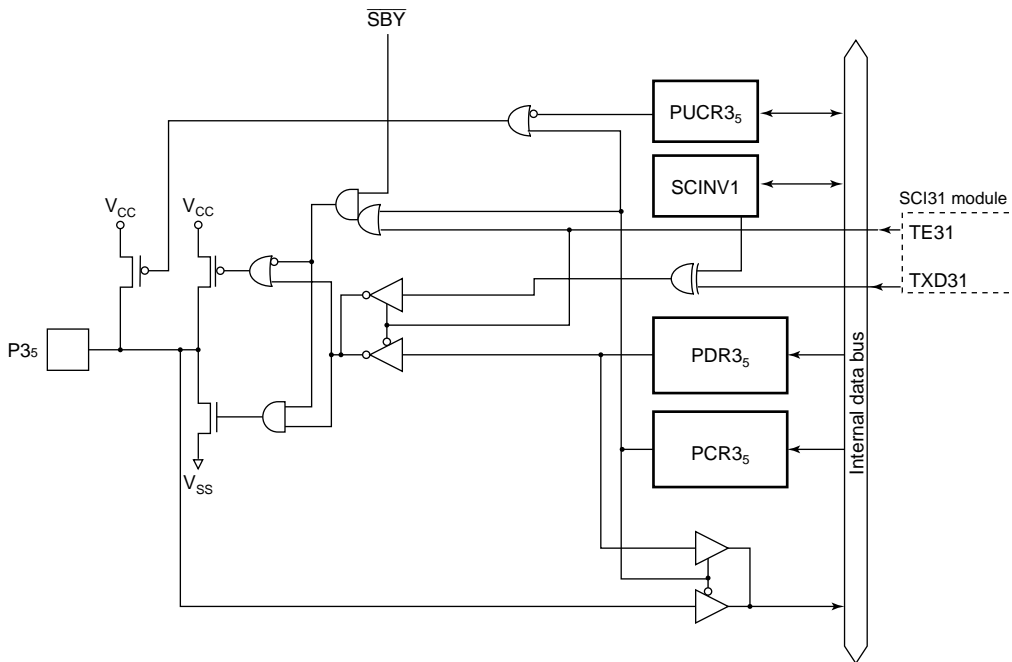 SBY
PUCR3₅
SCINV1
SCI31 module
TE31
TXD31
V_CC
V_CC
P3₅
PDR3₅
PCR3₅
V_SS
Internal data bus